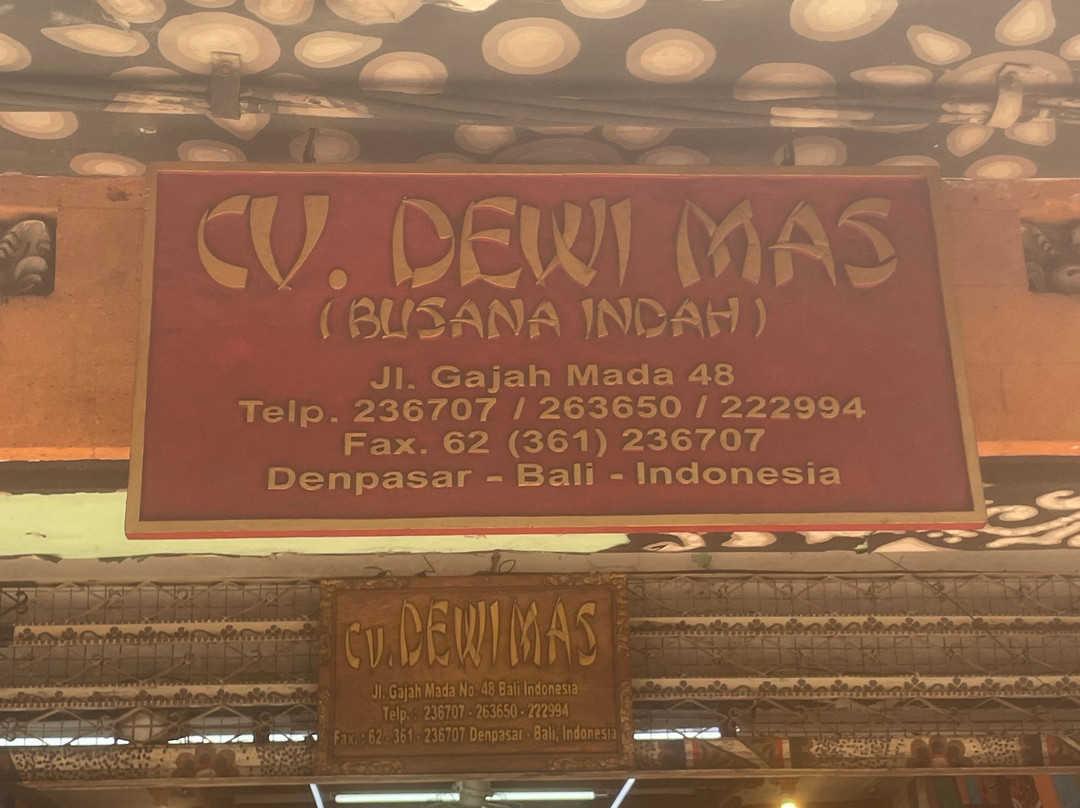 CV. DEWI MAS
( BUSANA INDAH )
Jl. Gajah Mada 48
Telp. 236707 / 263650 / 222994
Fax. 62 (361) 236707
Denpasar - Bali - Indonesia
CV. DEWI MAS
Jl. Gajah Mada No. 48 Bali Indonesia
Telp. : 236707 - 263650 - 222994
Fax. : 62 - 361 - 236707 Denpasar - Bali, Indonesia